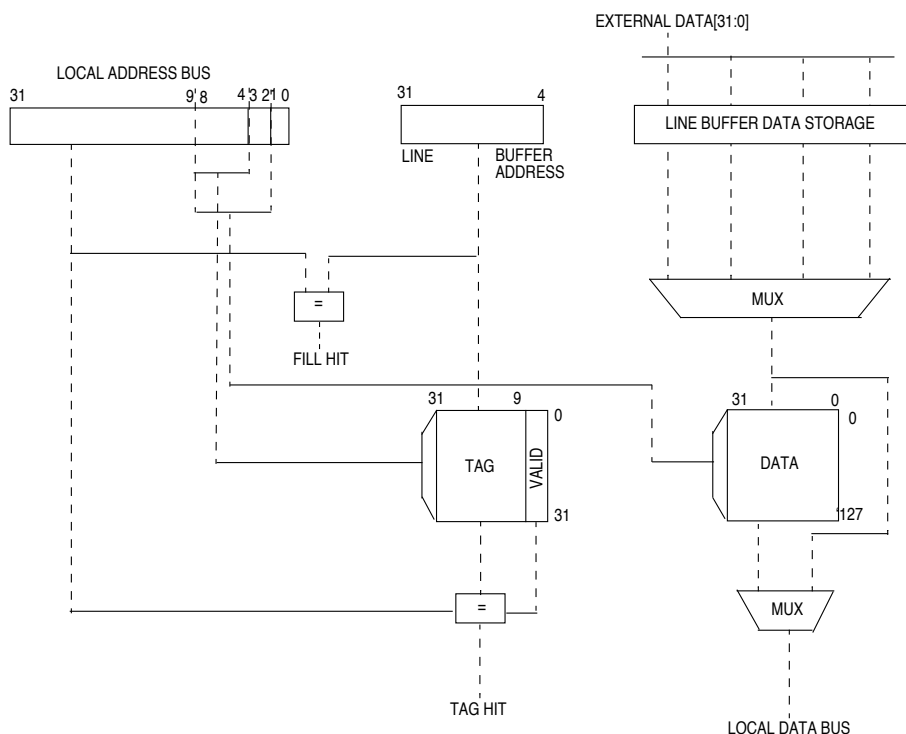 EXTERNAL DATA[31:0]
LOCAL ADDRESS BUS
31 9 8 4 3 2 1 0
31 4
LINE BUFFER DATA STORAGE
LINE BUFFER
ADDRESS
MUX
=
FILL HIT
31 9
0
31 0
0
TAG
VALID
DATA
31
127
=
MUX
TAG HIT
LOCAL DATA BUS